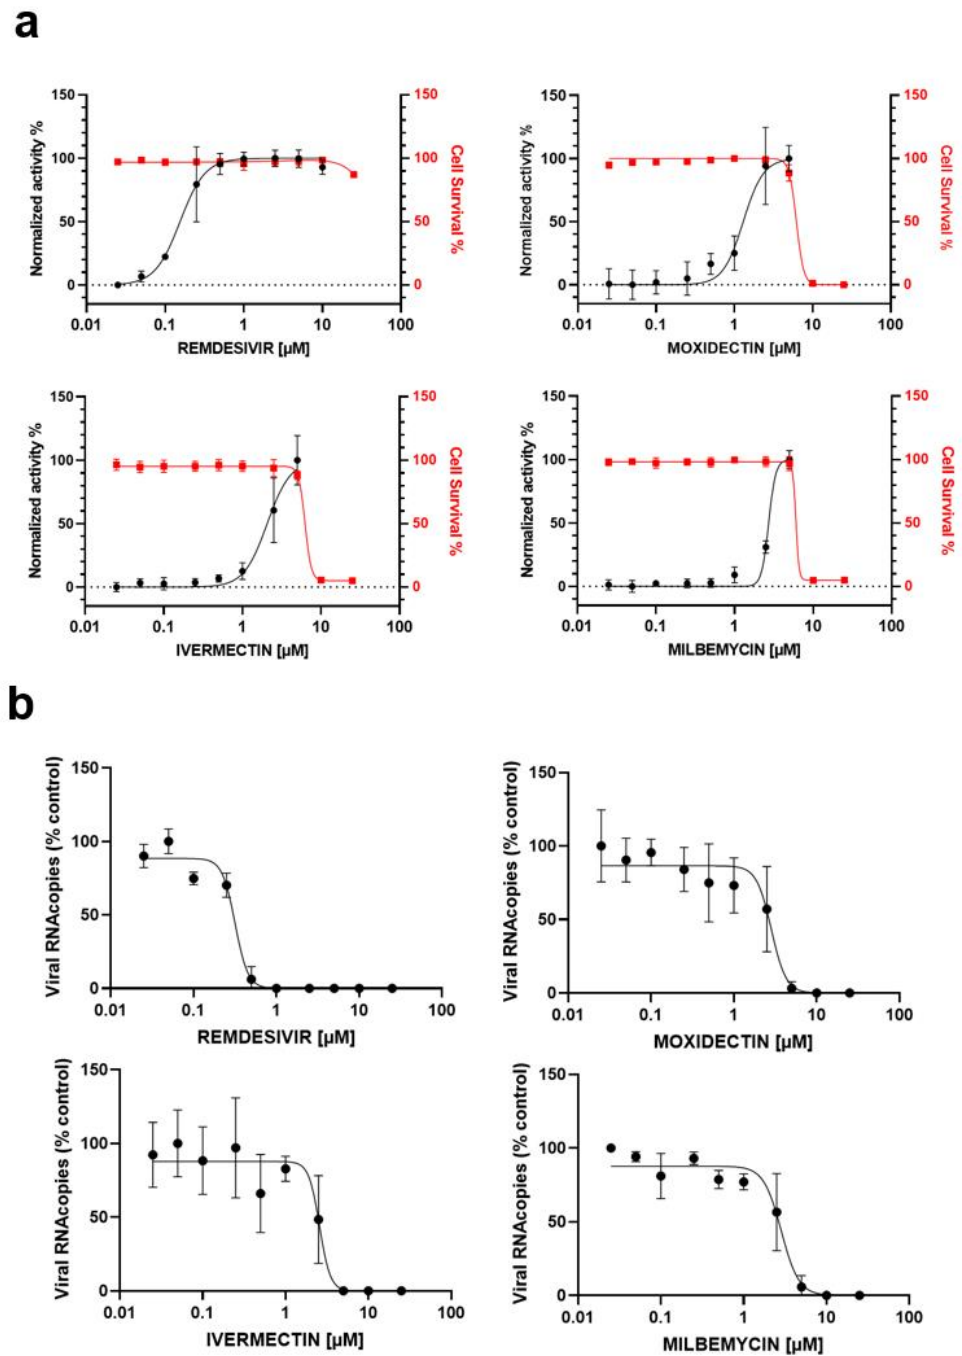 a
150
100
50
0
Normalized activity %
150
100
50
0
Cell Survival %
0.01 0.1 1 10 100
REMDESIVIR [µM]
150
100
50
0
Normalized activity %
150
100
50
0
Cell Survival %
0.01 0.1 1 10 100
MOXIDECTIN [µM]
150
100
50
0
Normalized activity %
150
100
50
0
Cell Survival %
0.01 0.1 1 10 100
IVERMECTIN [µM]
150
100
50
0
Normalized activity %
150
100
50
0
Cell Survival %
0.01 0.1 1 10 100
MILBEMYCIN [µM]
b
150
100
50
0
Viral RNAcopies (% control)
0.01 0.1 1 10 100
REMDESIVIR [µM]
150
100
50
0
Viral RNAcopies (% control)
0.01 0.1 1 10 100
MOXIDECTIN [µM]
150
100
50
0
Viral RNAcopies (% control)
0.01 0.1 1 10 100
IVERMECTIN [µM]
150
100
50
0
Viral RNAcopies (% control)
0.01 0.1 1 10 100
MILBEMYCIN [µM]